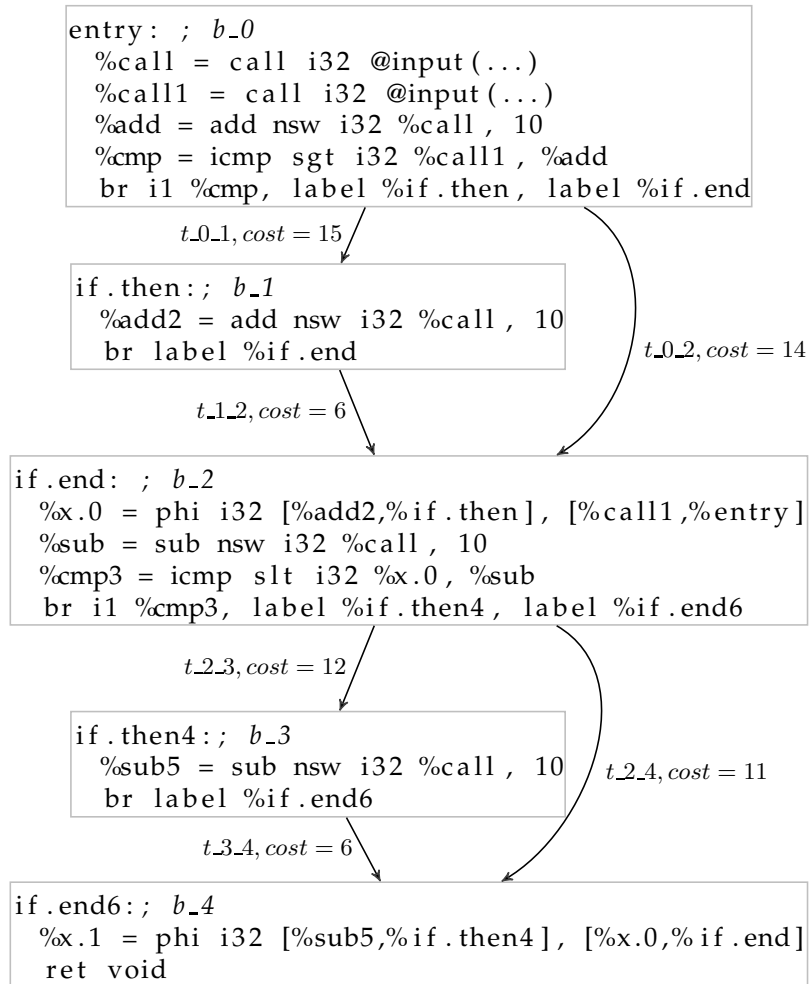 entry: ; b_0
%call = call i32 @input(...)
%call1 = call i32 @input(...)
%add = add nsw i32 %call, 10
%cmp = icmp sgt i32 %call1, %add
br i1 %cmp, label %if.then, label %if.end
t_0_1, cost = 15
if.then:; b_1
%add2 = add nsw i32 %call, 10
br label %if.end
t_0_2, cost = 14
t_1_2, cost = 6
if.end: ; b_2
%x.0 = phi i32 [%add2,%if.then], [%call1,%entry]
%sub = sub nsw i32 %call, 10
%cmp3 = icmp slt i32 %x.0, %sub
br i1 %cmp3, label %if.then4, label %if.end6
t_2_3, cost = 12
if.then4:; b_3
%sub5 = sub nsw i32 %call, 10
br label %if.end6
t_2_4, cost = 11
t_3_4, cost = 6
if.end6:; b_4
%x.1 = phi i32 [%sub5,%if.then4], [%x.0,%if.end]
ret void